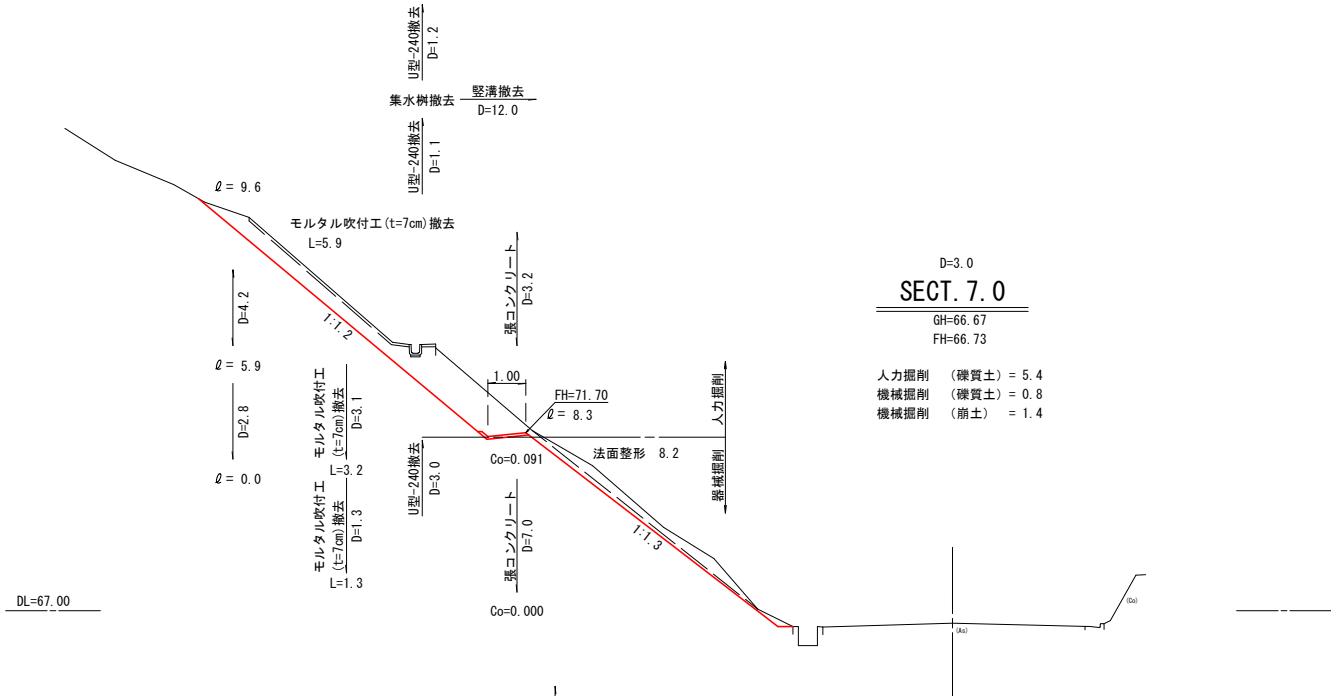 U型-240撤去
D=1.2
集水桝撤去
竪溝撤去
D=12.0
U型-240撤去
D=1.1
ℓ = 9.6
モルタル吹付工(t=7cm)撤去
L=5.9
張コンクリート
D=3.2
D=4.2
1:1.2
ℓ = 5.9
D=2.8
ℓ = 0.0
モルタル吹付工
(t=7cm)撤去
D=3.1
L=3.2
モルタル吹付工
(t=7cm)撤去
D=1.3
L=1.3
U型-240撤去
D=3.0
1.00
FH=71.70
ℓ = 8.3
Co=0.091
法面整形 8.2
人力掘削
器械掘削
張コンクリート
D=7.0
Co=0.000
1:1.3
D=3.0
SECT.7.0
GH=66.67
FH=66.73
人力掘削 (礫質土) = 5.4
機械掘削 (礫質土) = 0.8
機械掘削 (崩土) = 1.4
DL=67.00
(As)
(Co)